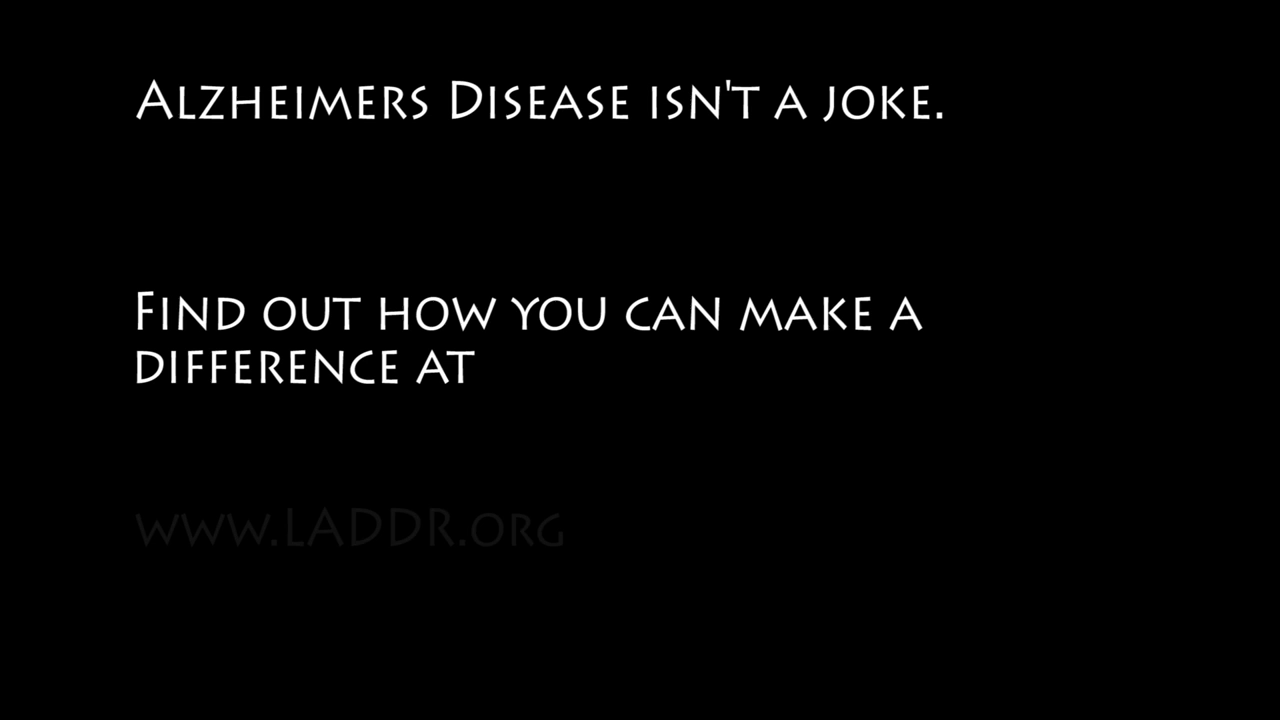 Alzheimers Disease isn't a joke.
Find out how you can make a
difference at
www.LADDR.org